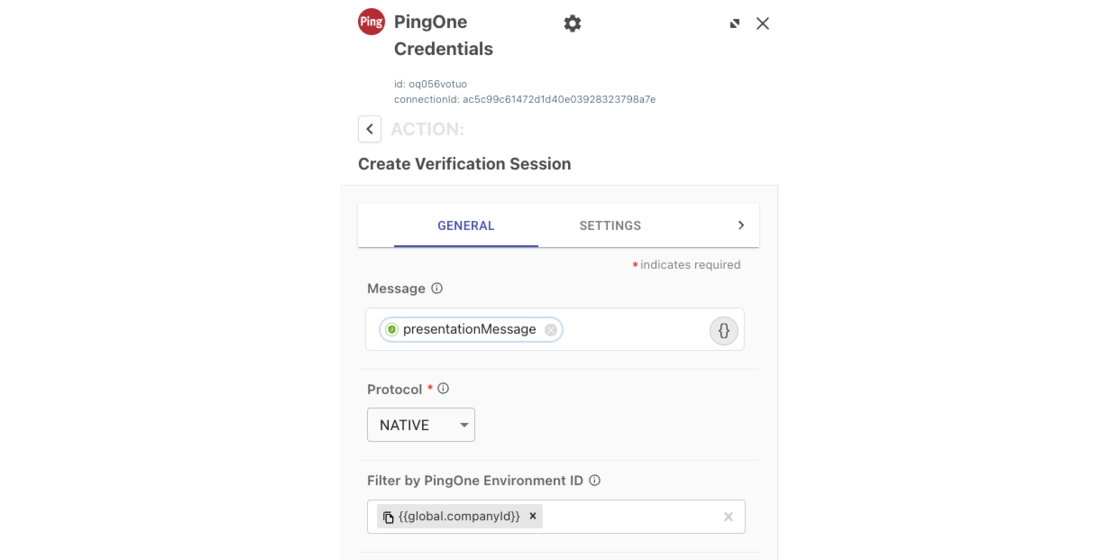 Ping
PingOne
Credentials
id: oq056votuo
connectionId: ac5c99c61472d1d40e03928323798a7e
ACTION:
Create Verification Session
GENERAL SETTINGS
* indicates required
Message
presentationMessage {}
Protocol *
NATIVE
Filter by PingOne Environment ID
{{global.companyId}}